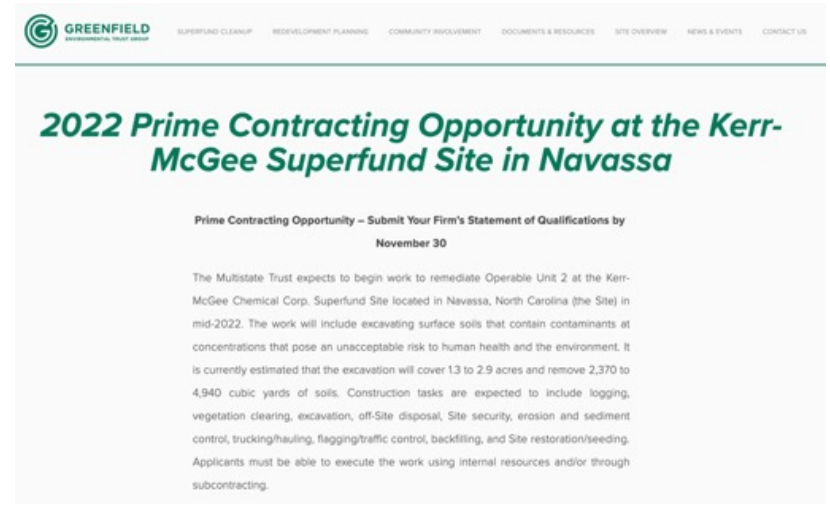 GREENFIELD
ENVIRONMENTAL TRUST GROUP
SUPERFUND CLEANUP REDEVELOPMENT PLANNING COMMUNITY INVOLVEMENT DOCUMENTS & RESOURCES SITE OVERVIEW NEWS & EVENTS CONTACT US
2022 Prime Contracting Opportunity at the Kerr-
McGee Superfund Site in Navassa
Prime Contracting Opportunity – Submit Your Firm's Statement of Qualifications by
November 30
The Multistate Trust expects to begin work to remediate Operable Unit 2 at the Kerr-
McGee Chemical Corp. Superfund Site located in Navassa, North Carolina (the Site) in
mid-2022. The work will include excavating surface soils that contain contaminants at
concentrations that pose an unacceptable risk to human health and the environment. It
is currently estimated that the excavation will cover 1.3 to 2.9 acres and remove 2,370 to
4,940 cubic yards of soils. Construction tasks are expected to include logging,
vegetation clearing, excavation, off-Site disposal, Site security, erosion and sediment
control, trucking/hauling, flagging/traffic control, backfilling, and Site restoration/seeding.
Applicants must be able to execute the work using internal resources and/or through
subcontracting.